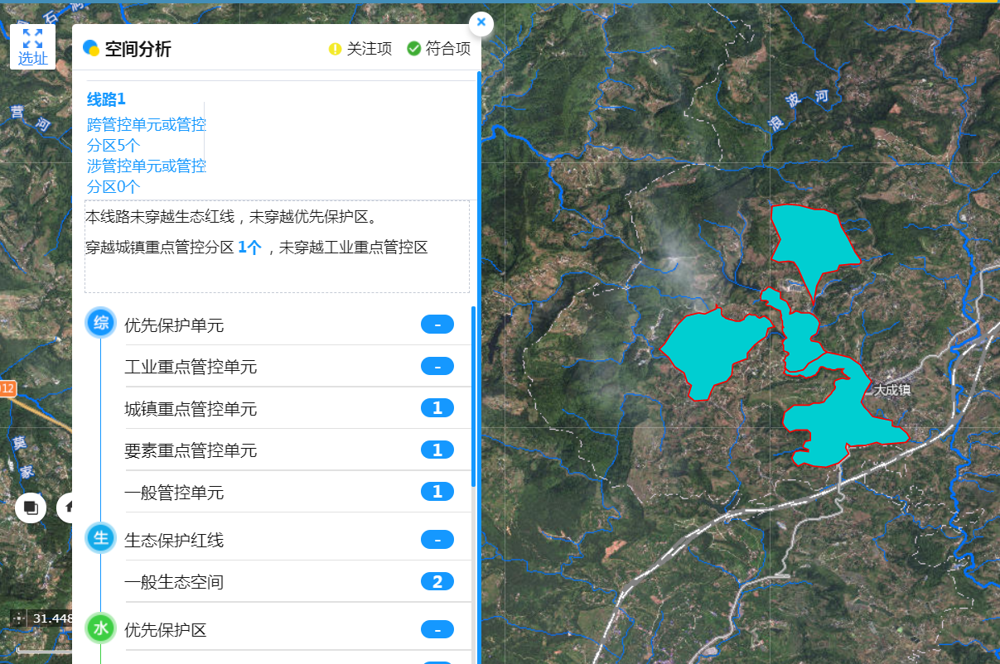 石
选址
空间分析
关注项
符合项
线路1
跨管控单元或管控
分区5个
涉管控单元或管控
分区0个
本线路未穿越生态红线，未穿越优先保护区。
穿越城镇重点管控分区 1个 ，未穿越工业重点管控区
综
优先保护单元 -
工业重点管控单元 -
城镇重点管控单元 1
要素重点管控单元 1
一般管控单元 1
生
生态保护红线 -
一般生态空间 2
水
优先保护区 -
营河
012
莫家
31.448
浪波河
大成镇